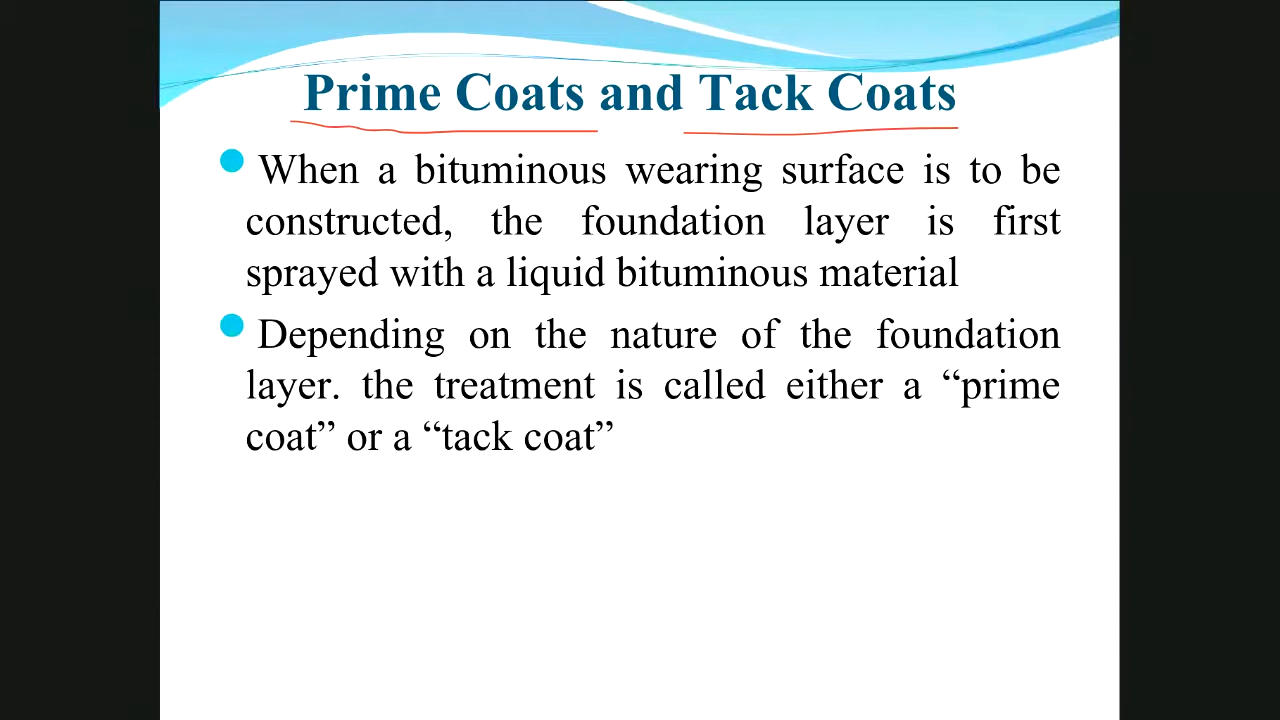 Prime Coats and Tack Coats
When a bituminous wearing surface is to be
constructed, the foundation layer is first
sprayed with a liquid bituminous material
Depending on the nature of the foundation
layer. the treatment is called either a “prime
coat” or a “tack coat”